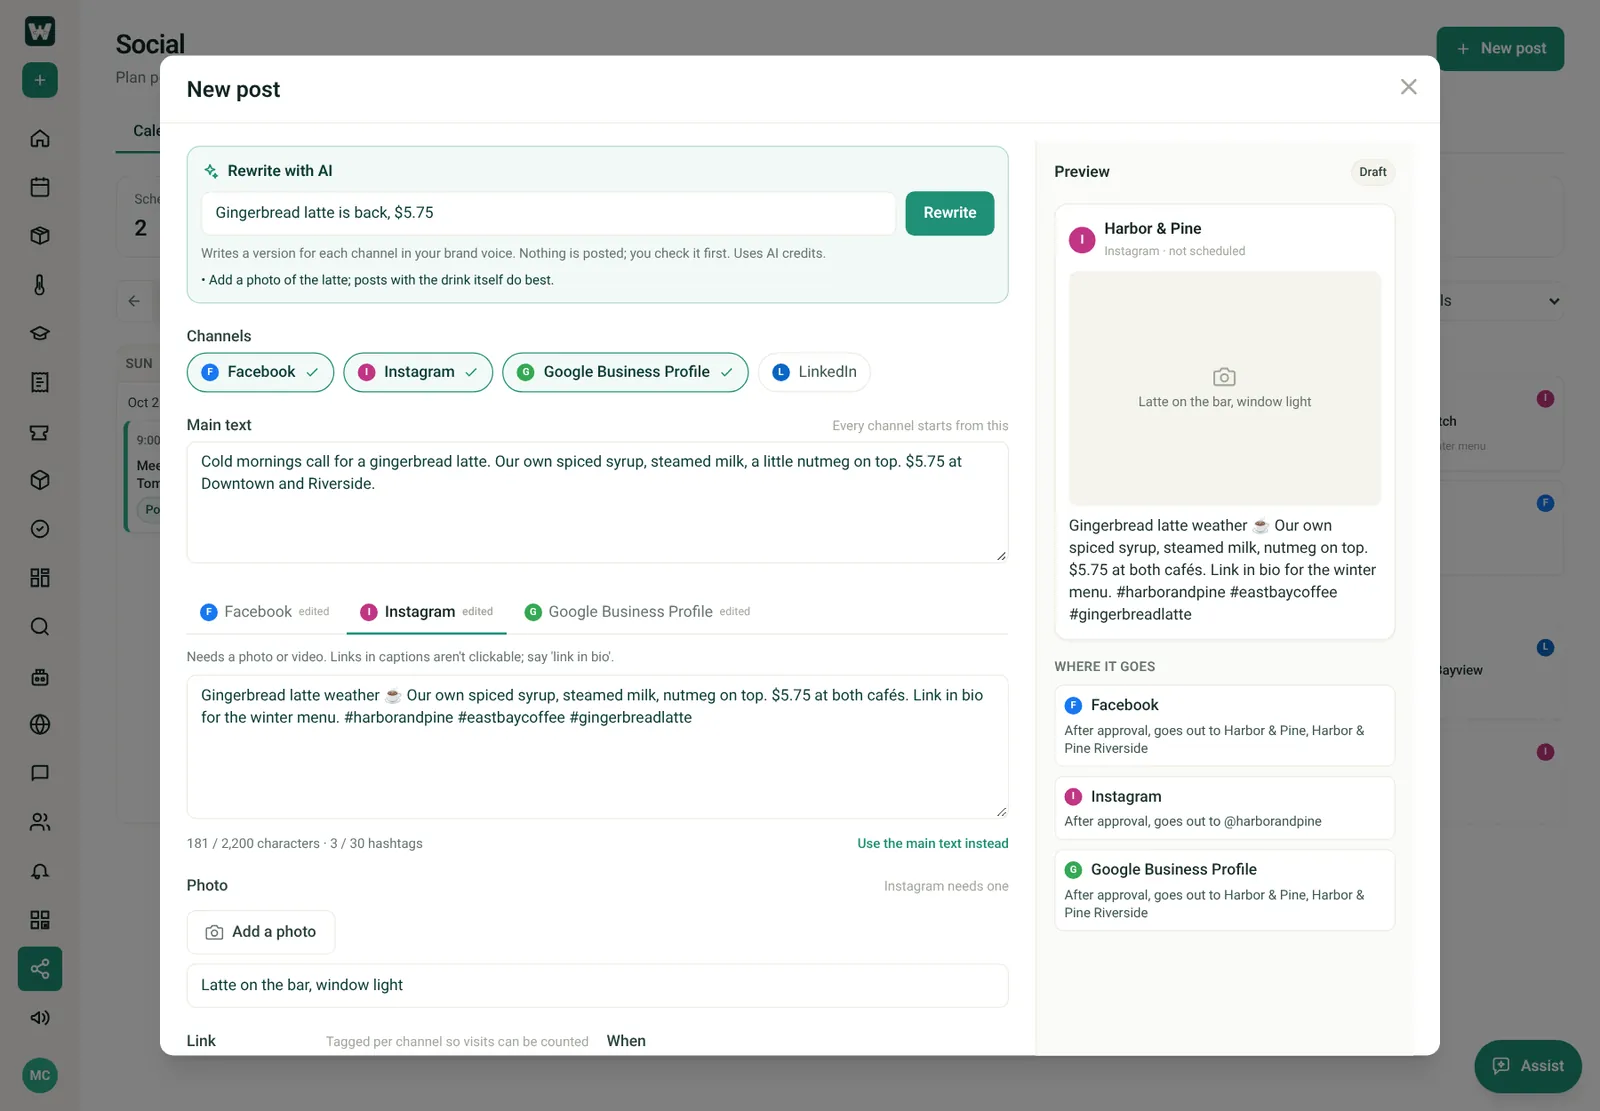 W
Social
Plan p
+ New post
Cale
Sche
2
ls
SUN
Oct 2
9:00
Mee
Tom
Po
I
tch
nter menu
F
L
Bayview
I
MC
Assist
New post
Rewrite with AI
Gingerbread latte is back, $5.75
Rewrite
Writes a version for each channel in your brand voice. Nothing is posted; you check it first. Uses AI credits.
• Add a photo of the latte; posts with the drink itself do best.
Channels
F Facebook
I Instagram
G Google Business Profile
L LinkedIn
Main text
Every channel starts from this
Cold mornings call for a gingerbread latte. Our own spiced syrup, steamed milk, a little nutmeg on top. $5.75 at
Downtown and Riverside.
F Facebook edited
I Instagram edited
G Google Business Profile edited
Needs a photo or video. Links in captions aren't clickable; say 'link in bio'.
Gingerbread latte weather ☕ Our own spiced syrup, steamed milk, nutmeg on top. $5.75 at both cafés. Link in bio
for the winter menu. #harborandpine #eastbaycoffee #gingerbreadlatte
181 / 2,200 characters · 3 / 30 hashtags
Use the main text instead
Photo
Instagram needs one
Add a photo
Latte on the bar, window light
Link
Tagged per channel so visits can be counted
When
Preview
Draft
I
Harbor & Pine
Instagram · not scheduled
Latte on the bar, window light
Gingerbread latte weather ☕ Our own
spiced syrup, steamed milk, nutmeg on top.
$5.75 at both cafés. Link in bio for the winter
menu. #harborandpine #eastbaycoffee
#gingerbreadlatte
WHERE IT GOES
F Facebook
After approval, goes out to Harbor & Pine, Harbor &
Pine Riverside
I Instagram
After approval, goes out to @harborandpine
G Google Business Profile
After approval, goes out to Harbor & Pine, Harbor &
Pine Riverside